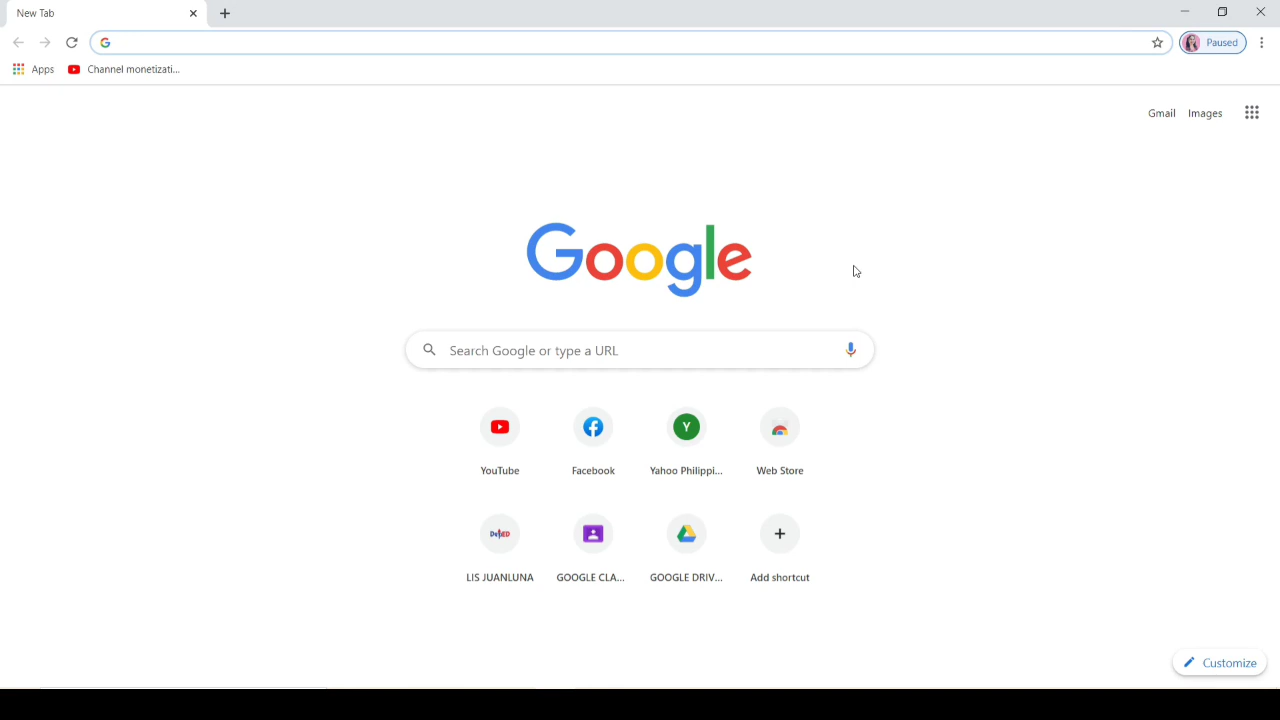 New Tab
Paused
Apps
Channel monetizati...
Gmail
Images
Google
Search Google or type a URL
YouTube
Facebook
Y
Yahoo Philippi...
Web Store
DepED
LIS JUANLUNA
GOOGLE CLA...
GOOGLE DRIV...
Add shortcut
Customize